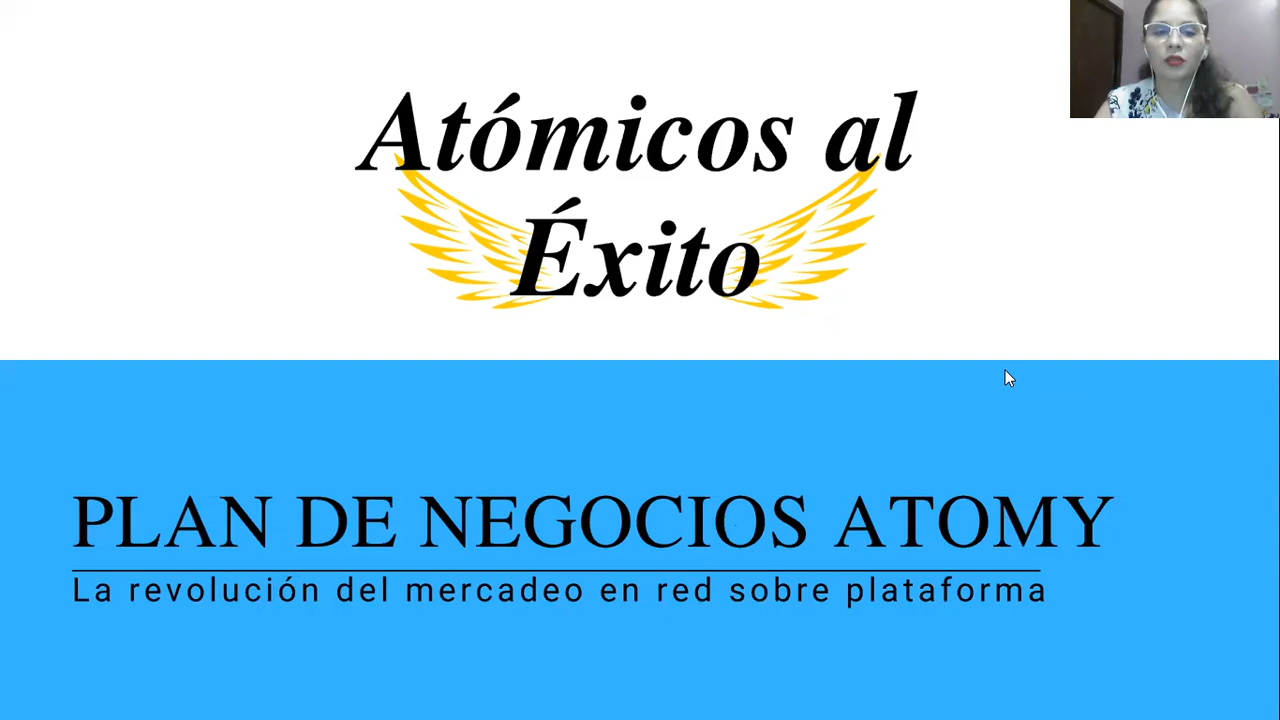 Atómicos al
Éxito
PLAN DE NEGOCIOS ATOMY
La revolución del mercadeo en red sobre plataforma